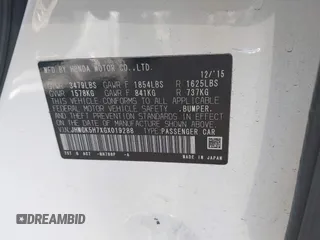 MFD BY HONDA MOTOR CO.,LTD. 12/'15
GVWR 3479LBS GAWR F 1854LBS R 1625LBS
GVWR 1578KG GAWR F 841KG R 737KG
THIS VEHICLE CONFORMS TO ALL APPLICABLE
FEDERAL MOTOR VEHICLE SAFETY, BUMPER,
AND THEFT PREVENTION STANDARDS IN EFFECT
ON THE DATE OF MANUFACTURE SHOWN ABOVE.
V.I.N. TYPE: PASSENGER CAR
MADE IN JAPAN
DREAMBID